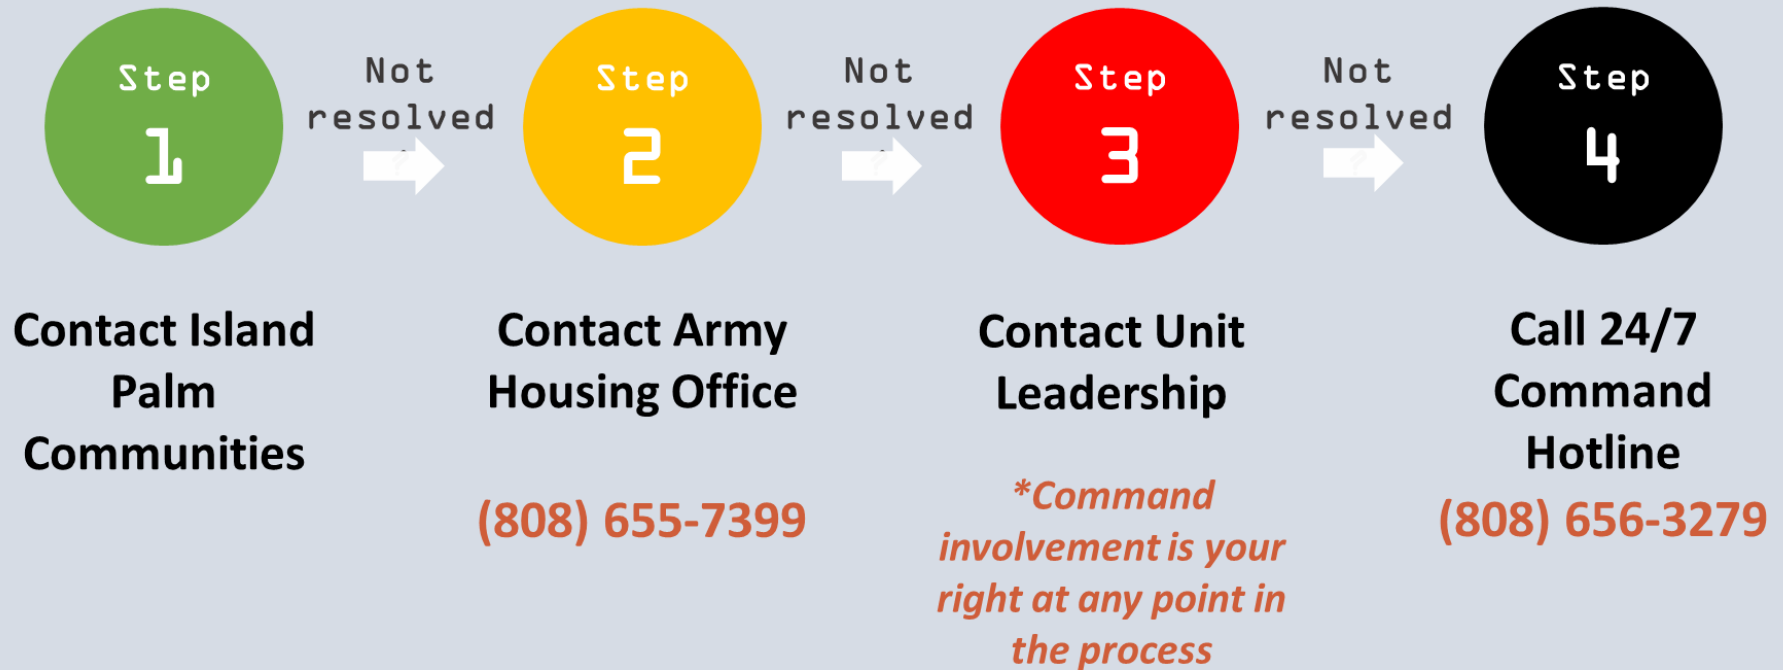 Step
1
Not
resolved
?
Step
2
Not
resolved
?
Step
3
Not
resolved
?
Step
4
Contact Island
Palm
Communities
Contact Army
Housing Office
(808) 655-7399
Contact Unit
Leadership
*Command
involvement is your
right at any point in
the process
Call 24/7
Command
Hotline
(808) 656-3279